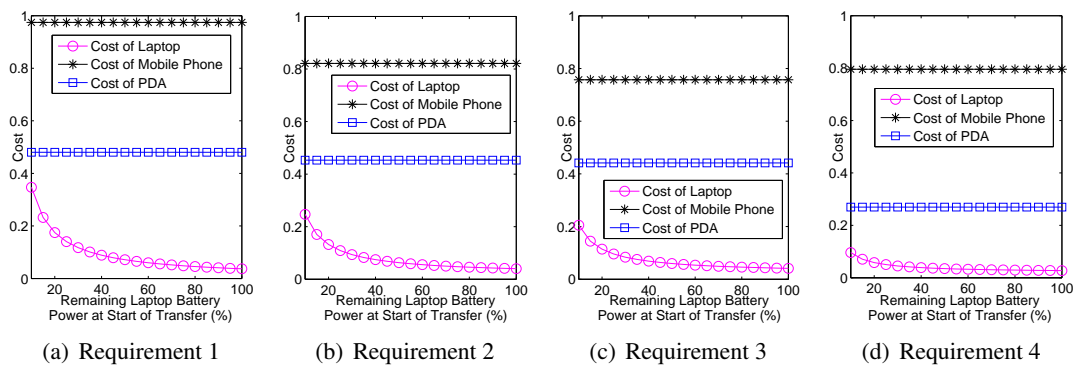 1
0.8
0.6
0.4
0.2
0
Cost
Cost of Laptop
Cost of Mobile Phone
Cost of PDA
20 40 60 80 100
Remaining Laptop Battery
Power at Start of Transfer (%)
(a) Requirement 1
1
0.8
0.6
0.4
0.2
0
Cost
Cost of Laptop
Cost of Mobile Phone
Cost of PDA
20 40 60 80 100
Remaining Laptop Battery
Power at Start of Transfer (%)
(b) Requirement 2
1
0.8
0.6
0.4
0.2
0
Cost
Cost of Laptop
Cost of Mobile Phone
Cost of PDA
20 40 60 80 100
Remaining Laptop Battery
Power at Start of Transfer (%)
(c) Requirement 3
1
0.8
0.6
0.4
0.2
0
Cost
Cost of Laptop
Cost of Mobile Phone
Cost of PDA
20 40 60 80 100
Remaining Laptop Battery
Power at Start of Transfer (%)
(d) Requirement 4